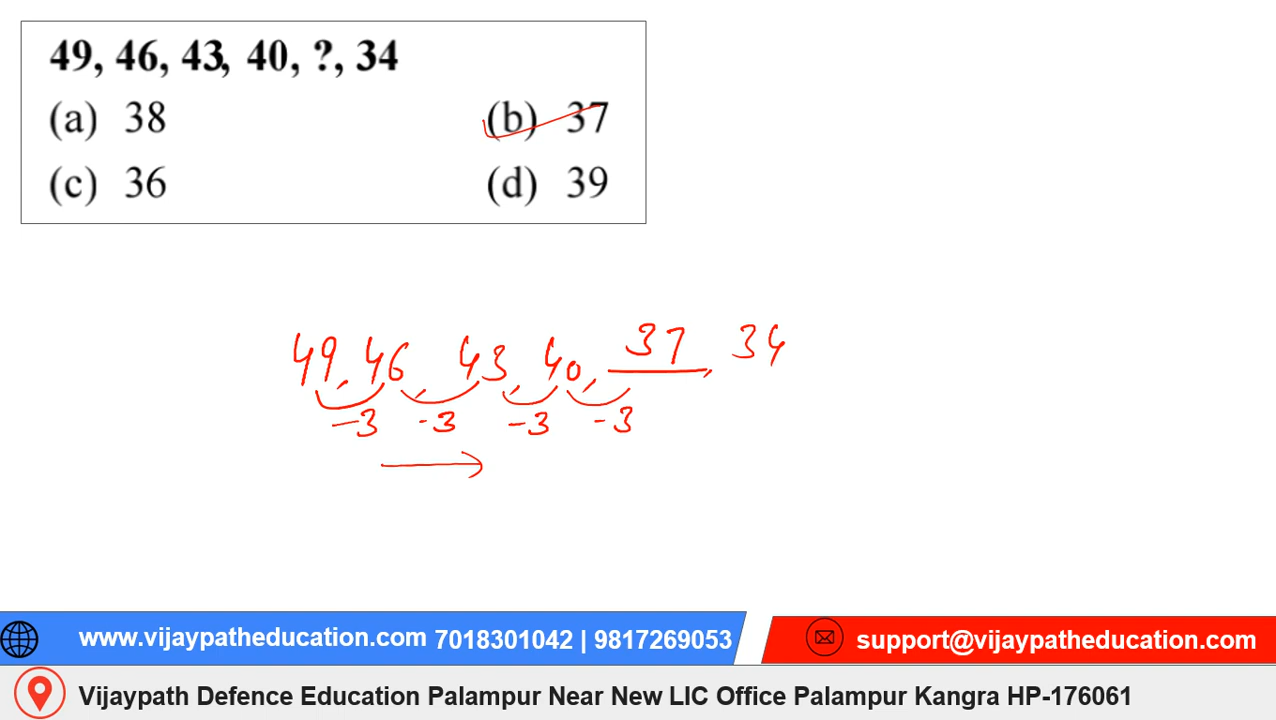 49, 46, 43, 40, ?, 34
(a) 38
(b) 37
(c) 36
(d) 39
49, 46, 43, 40, 37, 34
-3 -3 -3 -3
www.vijaypatheducation.com 7018301042 | 9817269053
support@vijaypatheducation.com
Vijaypath Defence Education Palampur Near New LIC Office Palampur Kangra HP-176061